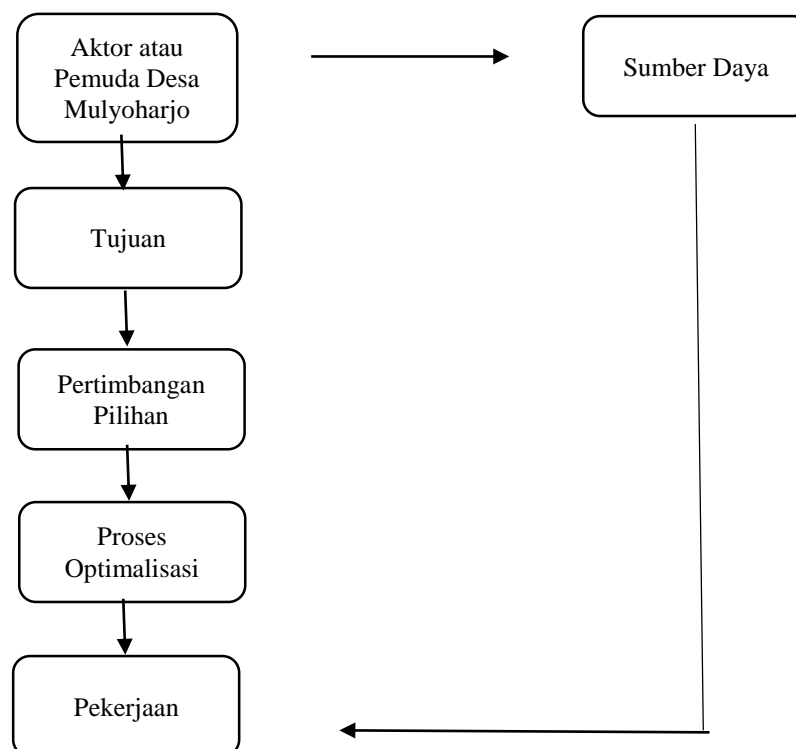 Aktor atau
Pemuda Desa
Mulyoharjo
Sumber Daya
Tujuan
Pertimbangan
Pilihan
Proses
Optimalisasi
Pekerjaan